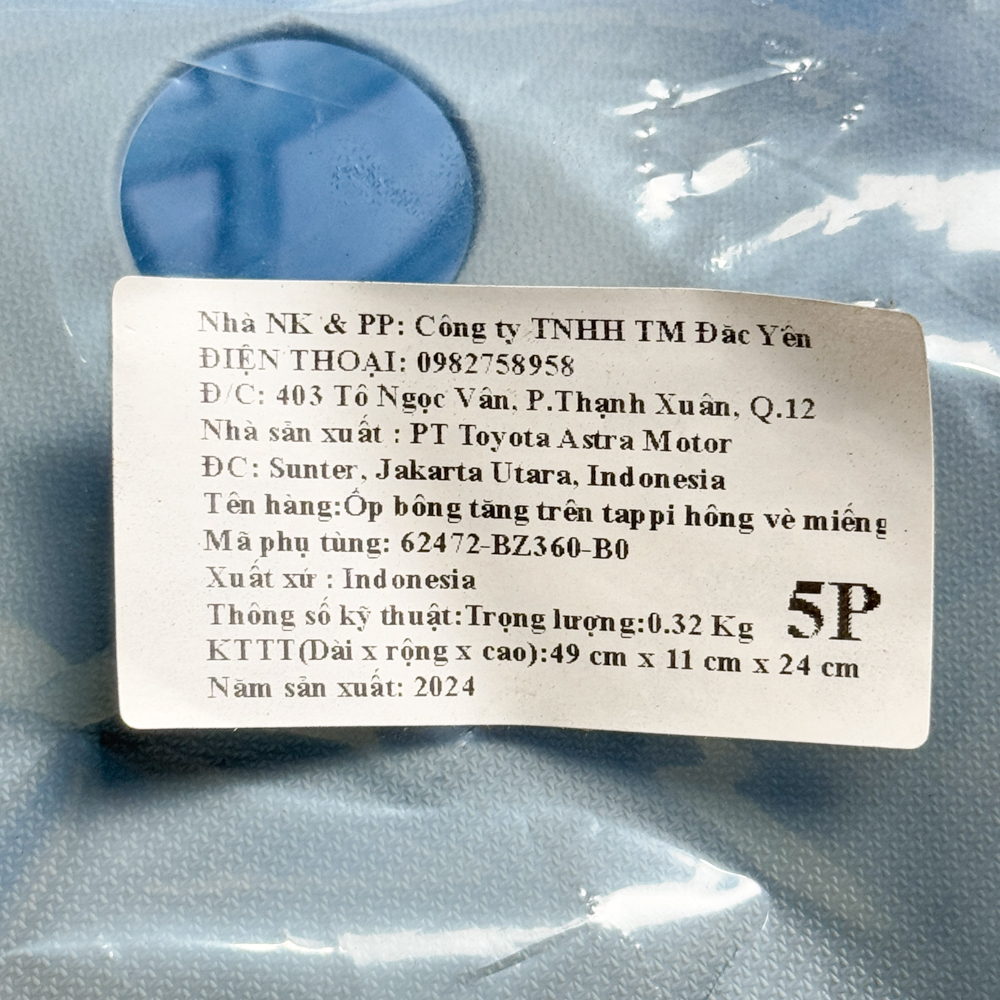 Nhà NK & PP: Công ty TNHH TM Đăc Yên
ĐIỆN THOẠI: 0982758958
Đ/C: 403 Tô Ngọc Vân, P.Thạnh Xuân, Q.12
Nhà sản xuất : PT Toyota Astra Motor
ĐC: Sunter, Jakarta Utara, Indonesia
Tên hàng:Ốp bông tăng trên tappi hông vè miếng
Mã phụ tùng: 62472-BZ360-B0
Xuất xứ : Indonesia
Thông số kỹ thuật:Trọng lượng:0.32 Kg
5P
KTTT(Dài x rộng x cao):49 cm x 11 cm x 24 cm
Năm sản xuất: 2024